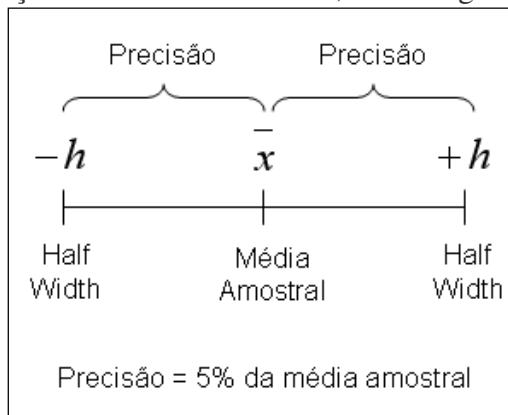 Precisão Precisão
−h x̄ +h
Half Width Média Amostral Half Width
Precisão = 5% da média amostral